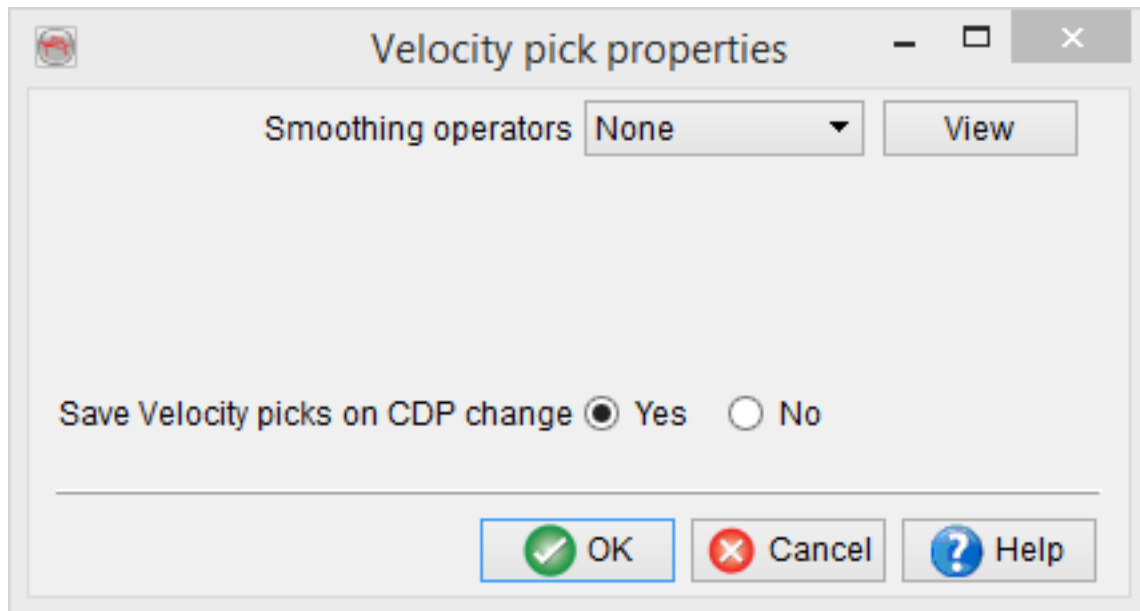 Velocity pick properties
Smoothing operators None View
Save Velocity picks on CDP change Yes No
OK Cancel Help